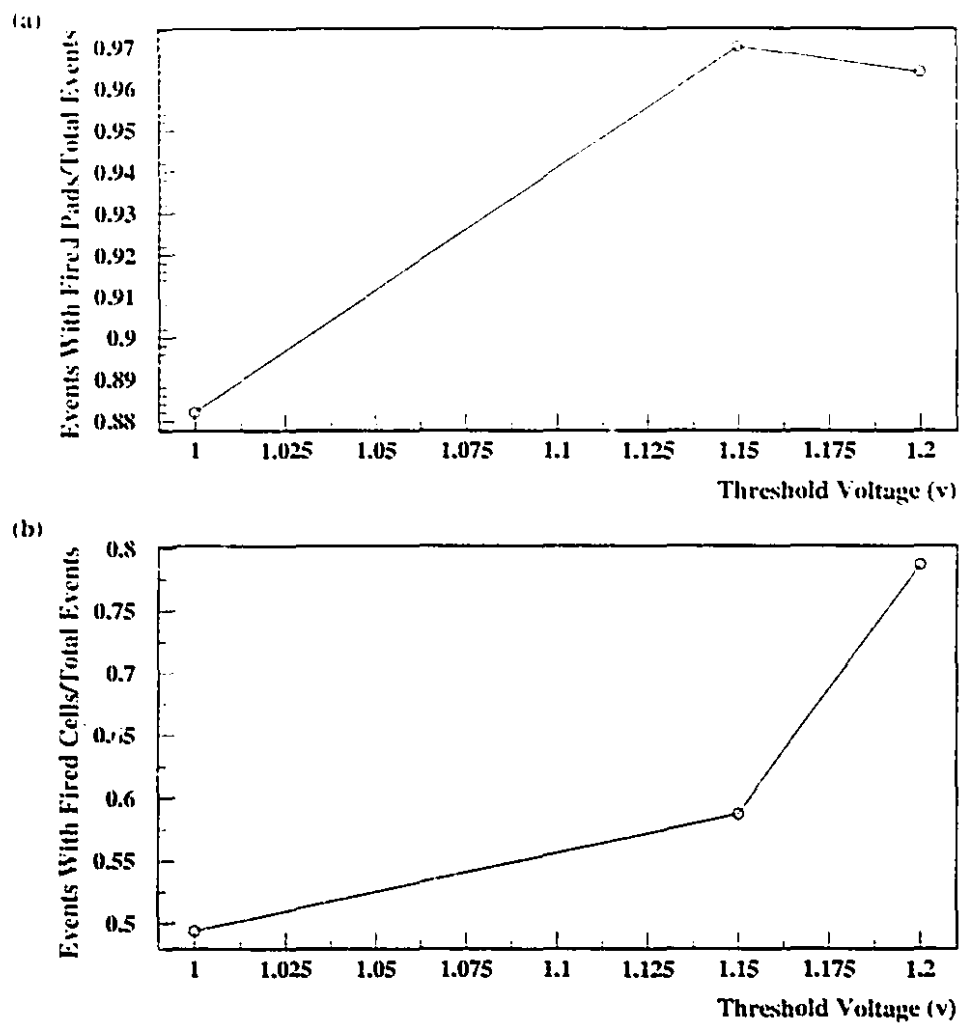 (a)
Events With Fired Pads/Total Events
0.97
0.96
0.95
0.94
0.93
0.92
0.91
0.9
0.89
0.88
1 1.025 1.05 1.075 1.1 1.125 1.15 1.175 1.2
Threshold Voltage (v)
(b)
Events With Fired Cells/Total Events
0.8
0.75
0.7
0.65
0.6
0.55
0.5
1 1.025 1.05 1.075 1.1 1.125 1.15 1.175 1.2
Threshold Voltage (v)